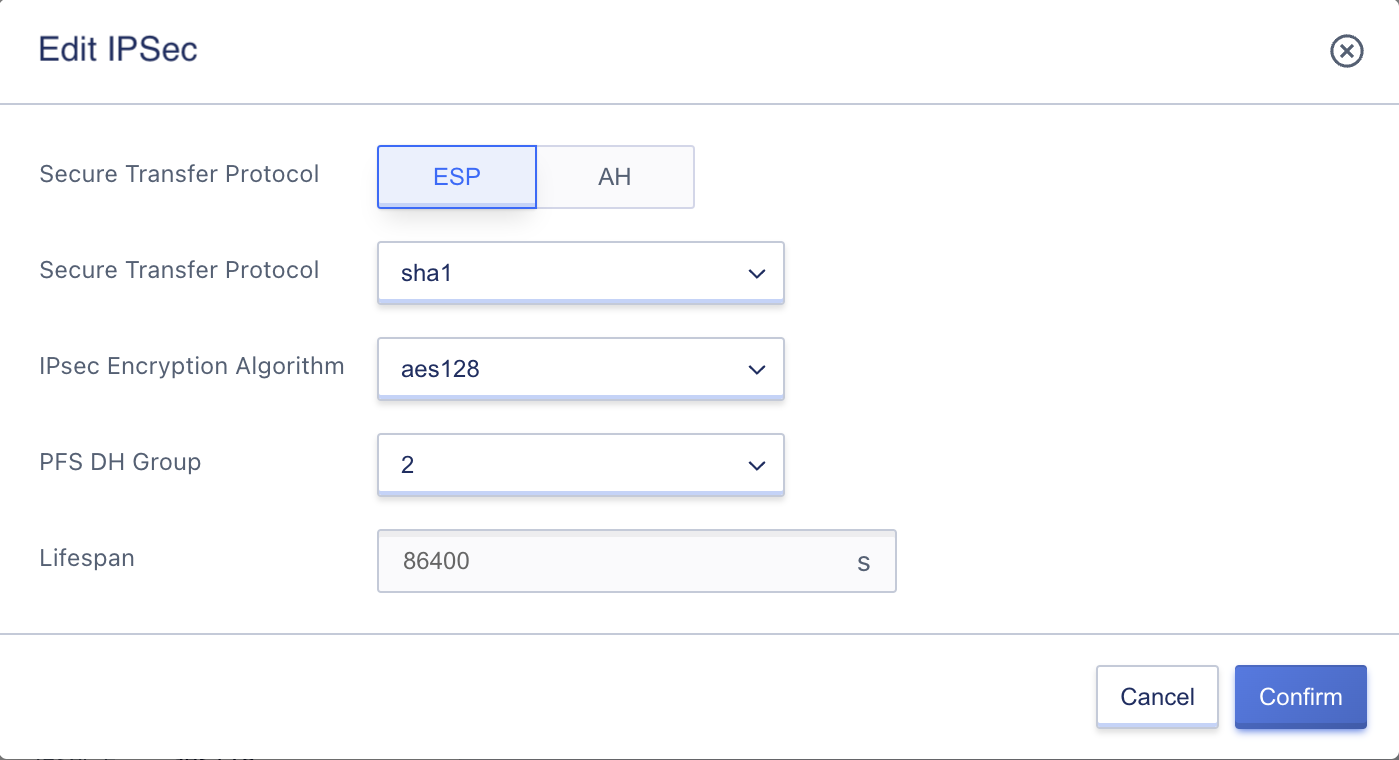 Edit IPSec
Secure Transfer Protocol ESP AH
Secure Transfer Protocol sha1
IPsec Encryption Algorithm aes128
PFS DH Group 2
Lifespan 86400 s
Cancel Confirm